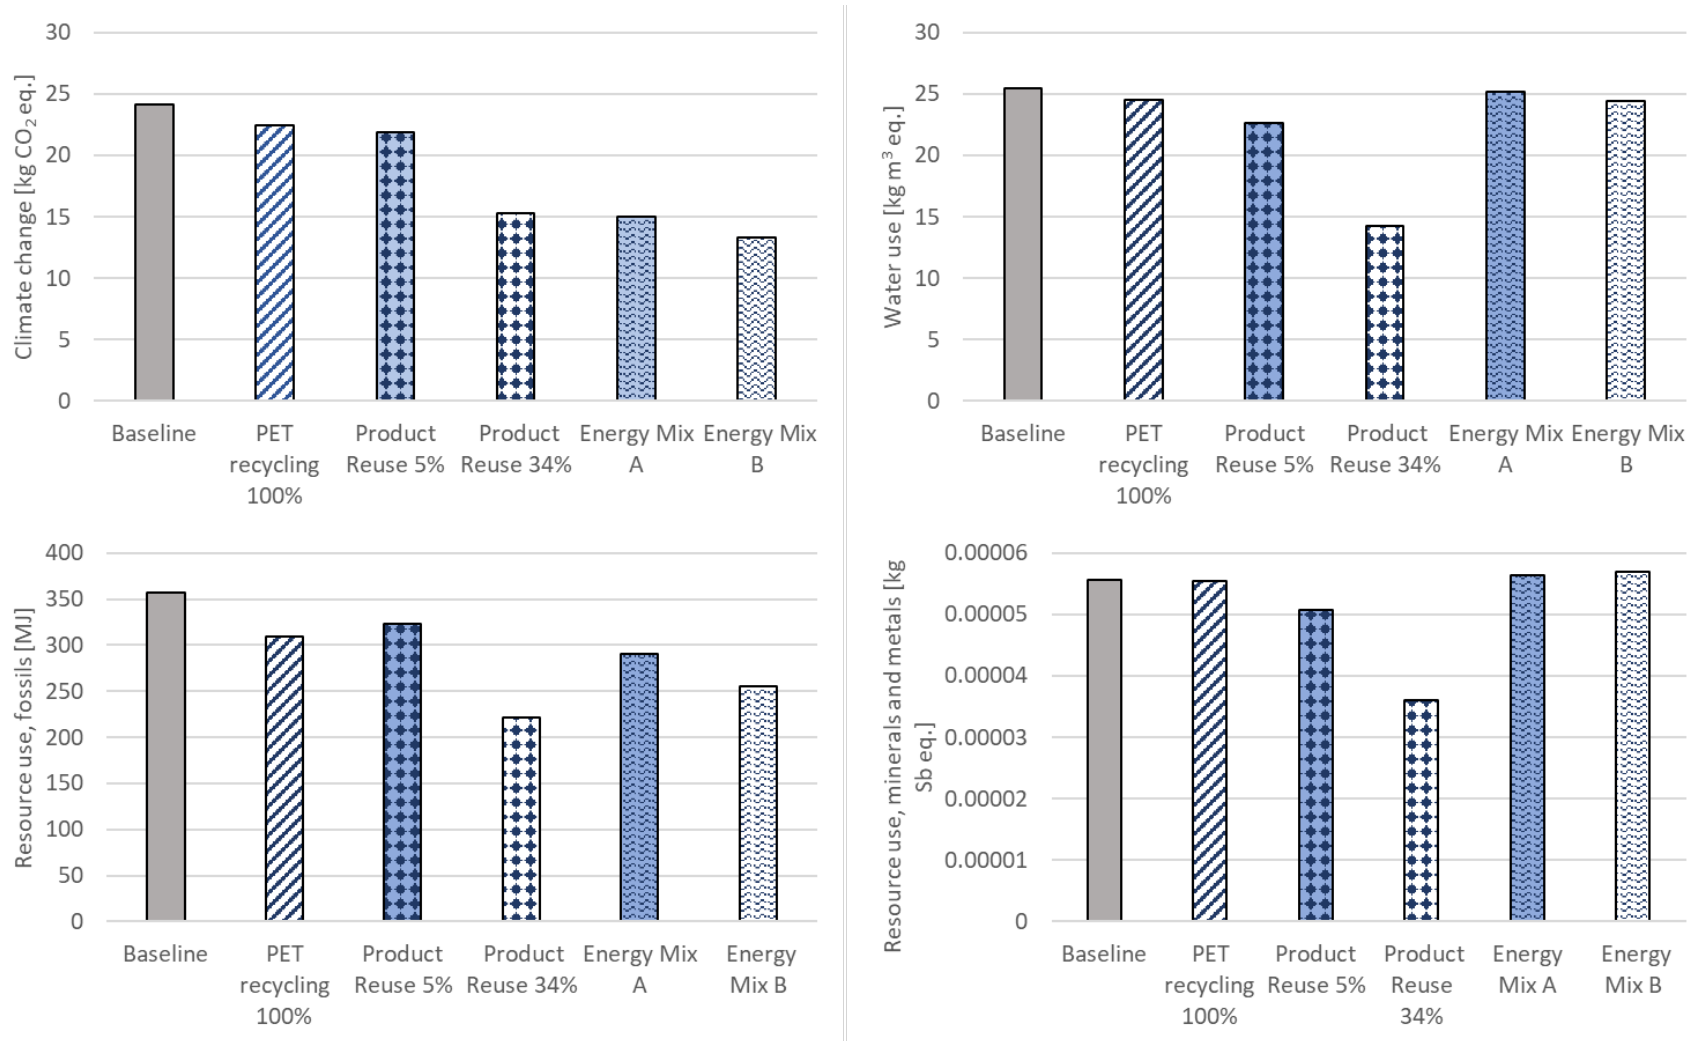 Climate change [kg CO₂ eq.]
30
25
20
15
10
5
0
Baseline
PET
recycling
100%
Product
Reuse 5%
Product
Reuse 34%
Energy Mix
A
Energy Mix
B
Water use [kg m³ eq.]
30
25
20
15
10
5
0
Baseline
PET
recycling
100%
Product
Reuse 5%
Product
Reuse 34%
Energy Mix
A
Energy Mix
B
Resource use, fossils [MJ]
400
350
300
250
200
150
100
50
0
Baseline
PET
recycling
100%
Product
Reuse 5%
Product
Reuse 34%
Energy Mix
A
Energy
Mix B
Resource use, minerals and metals [kg
Sb eq.]
0.00006
0.00005
0.00004
0.00003
0.00002
0.00001
0
Baseline
PET
recycling
100%
Product
Reuse 5%
Product
Reuse
34%
Energy
Mix A
Energy
Mix B